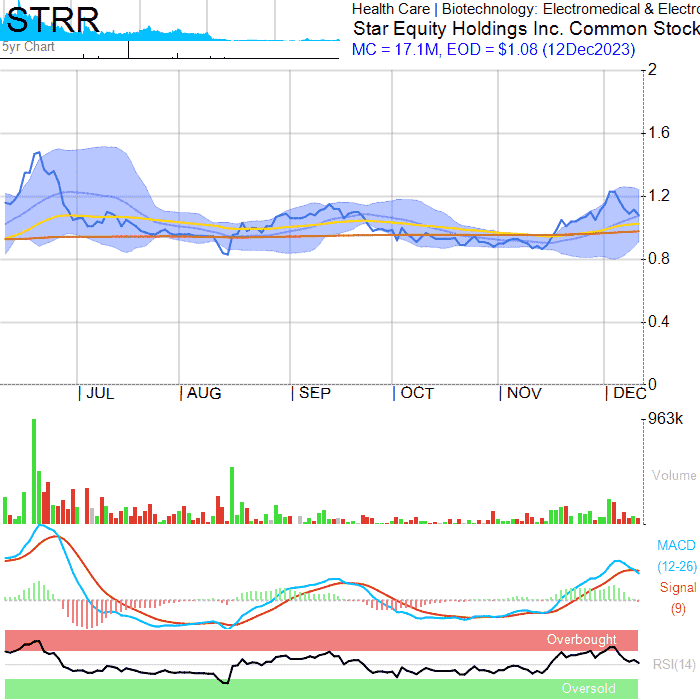 STRR
5yr Chart
Health Care | Biotechnology: Electromedical & Electro
Star Equity Holdings Inc. Common Stock
MC = 17.1M, EOD = $1.08 (12Dec2023)
2
1.6
1.2
0.8
0.4
0
| JUL | AUG | SEP | OCT | NOV | DEC
963k
Volume
MACD
(12-26)
Signal
(9)
Overbought
RSI(14)
Oversold